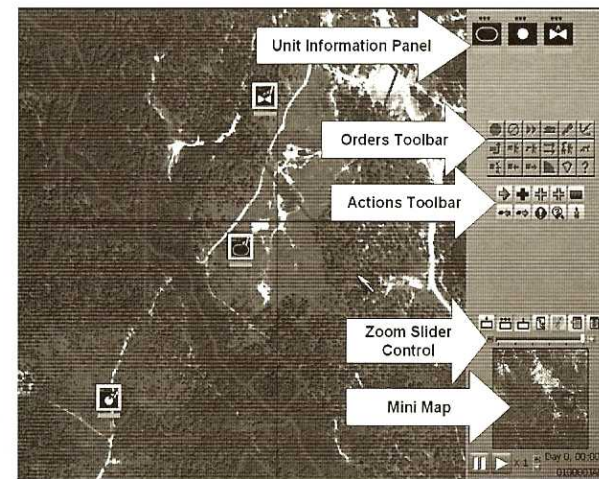 Unit Information Panel
Orders Toolbar
Actions Toolbar
Zoom Slider
Control
Mini Map
?
x 1
Day 0, 00:00